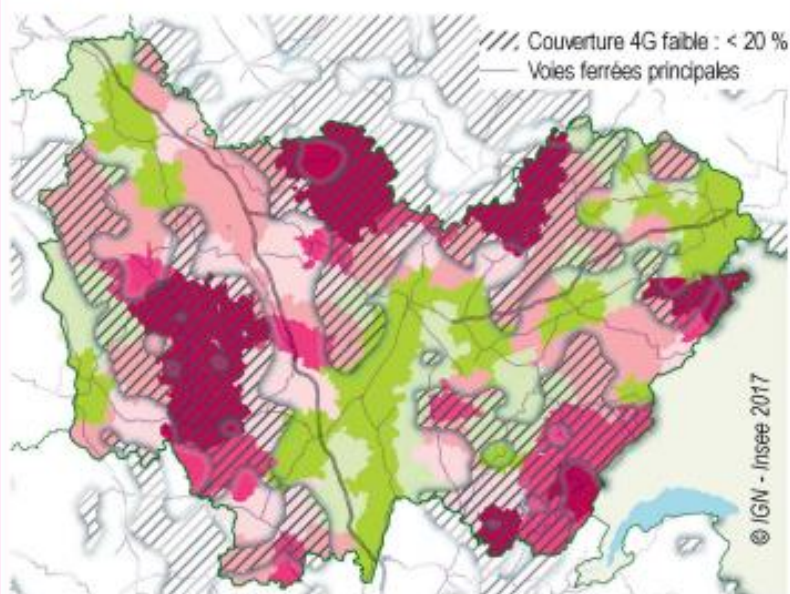 Couverture 4G faible : < 20 %
Voies ferrées principales
© IGN - Insee 2017